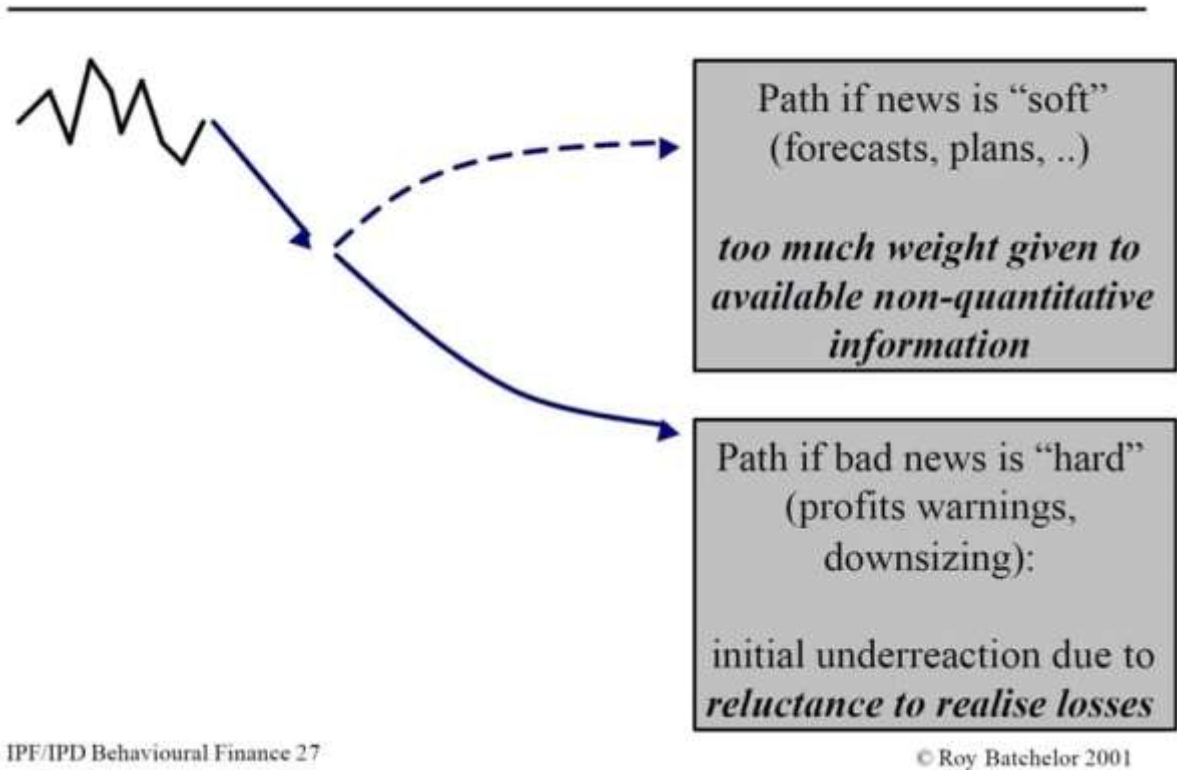 Path if news is “soft”
(forecasts, plans, ..)
too much weight given to
available non-quantitative
information
Path if bad news is “hard”
(profits warnings,
downsizing):
initial underreaction due to
reluctance to realise losses
IPF/IPD Behavioural Finance 27
© Roy Batchelor 2001